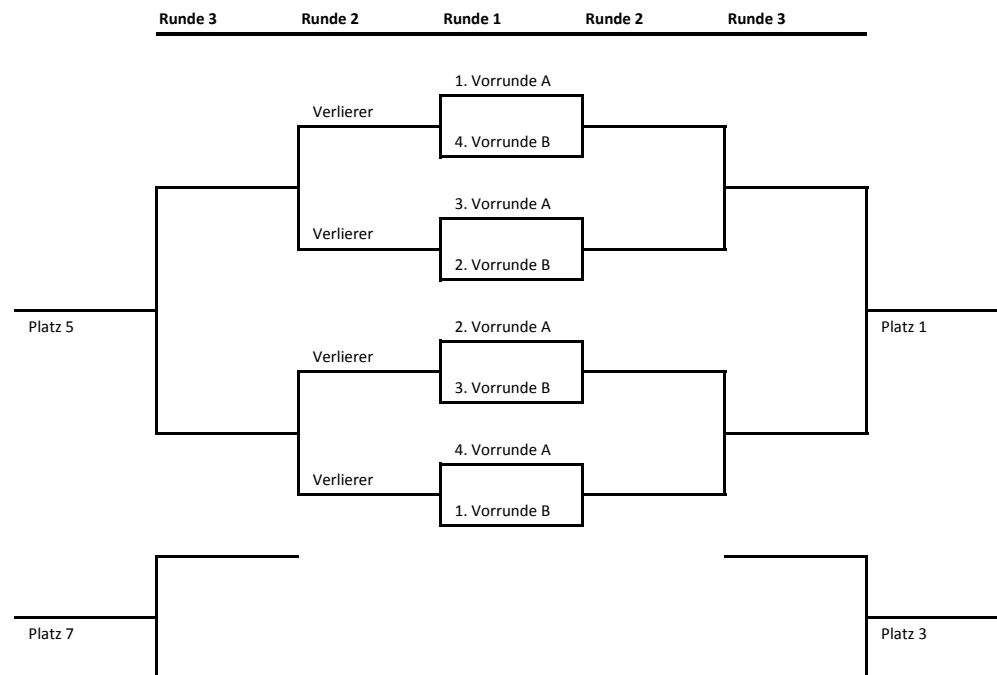 Runde 3 Runde 2 Runde 1 Runde 2 Runde 3
1. Vorrunde A
Verlierer
4. Vorrunde B
3. Vorrunde A
Verlierer
2. Vorrunde B
Platz 5 2. Vorrunde A Platz 1
Verlierer
3. Vorrunde B
4. Vorrunde A
Verlierer
1. Vorrunde B
Platz 7 Platz 3